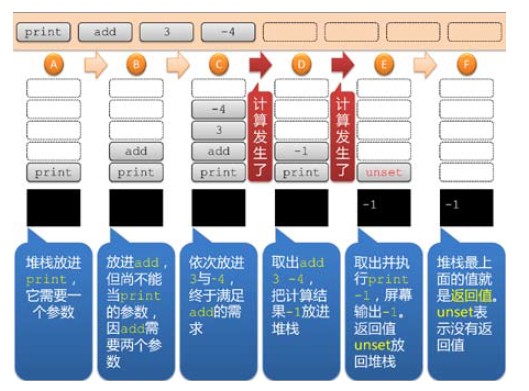 print add 3 -4
A B C D E F
-4
3
add add -1
print print print print unset
计算发生了
计算发生了
-1 -1
堆栈放进
print，
它需要一
个参数
放进add，
但尚不能
当print
的参数，
因add需
要两个参
数
依次放进
3与-4，
终于满足
add的需
求
取出add
3 -4，
把计算结
果-1放进
堆栈
取出并执
行print
-1，屏幕
输出-1。
返回值
unset放
回堆栈
堆栈最上
面的值就
是返回值。
unset表
示没有返
回值